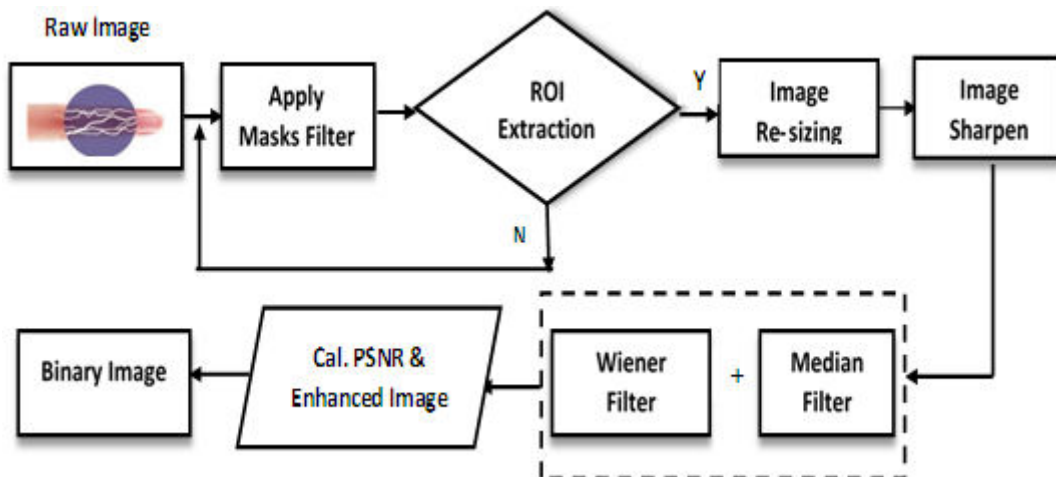 Raw Image
Apply
Masks Filter
ROI
Extraction
Y
N
Image
Re-sizing
Image
Sharpen
Median
Filter
+
Wiener
Filter
Cal. PSNR &
Enhanced Image
Binary Image